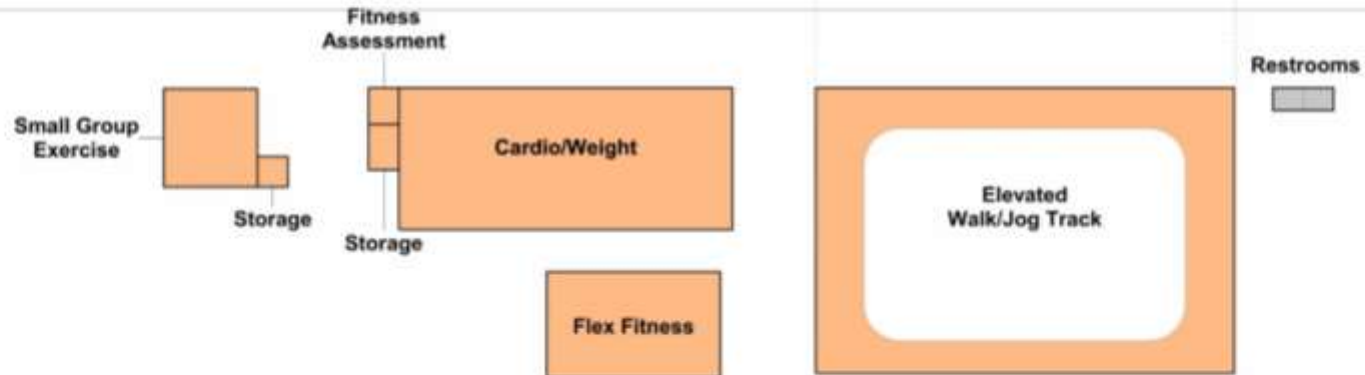 Fitness
Assessment
Restrooms
Small Group
Exercise
Cardio/Weight
Elevated
Walk/Jog Track
Storage
Storage
Flex Fitness